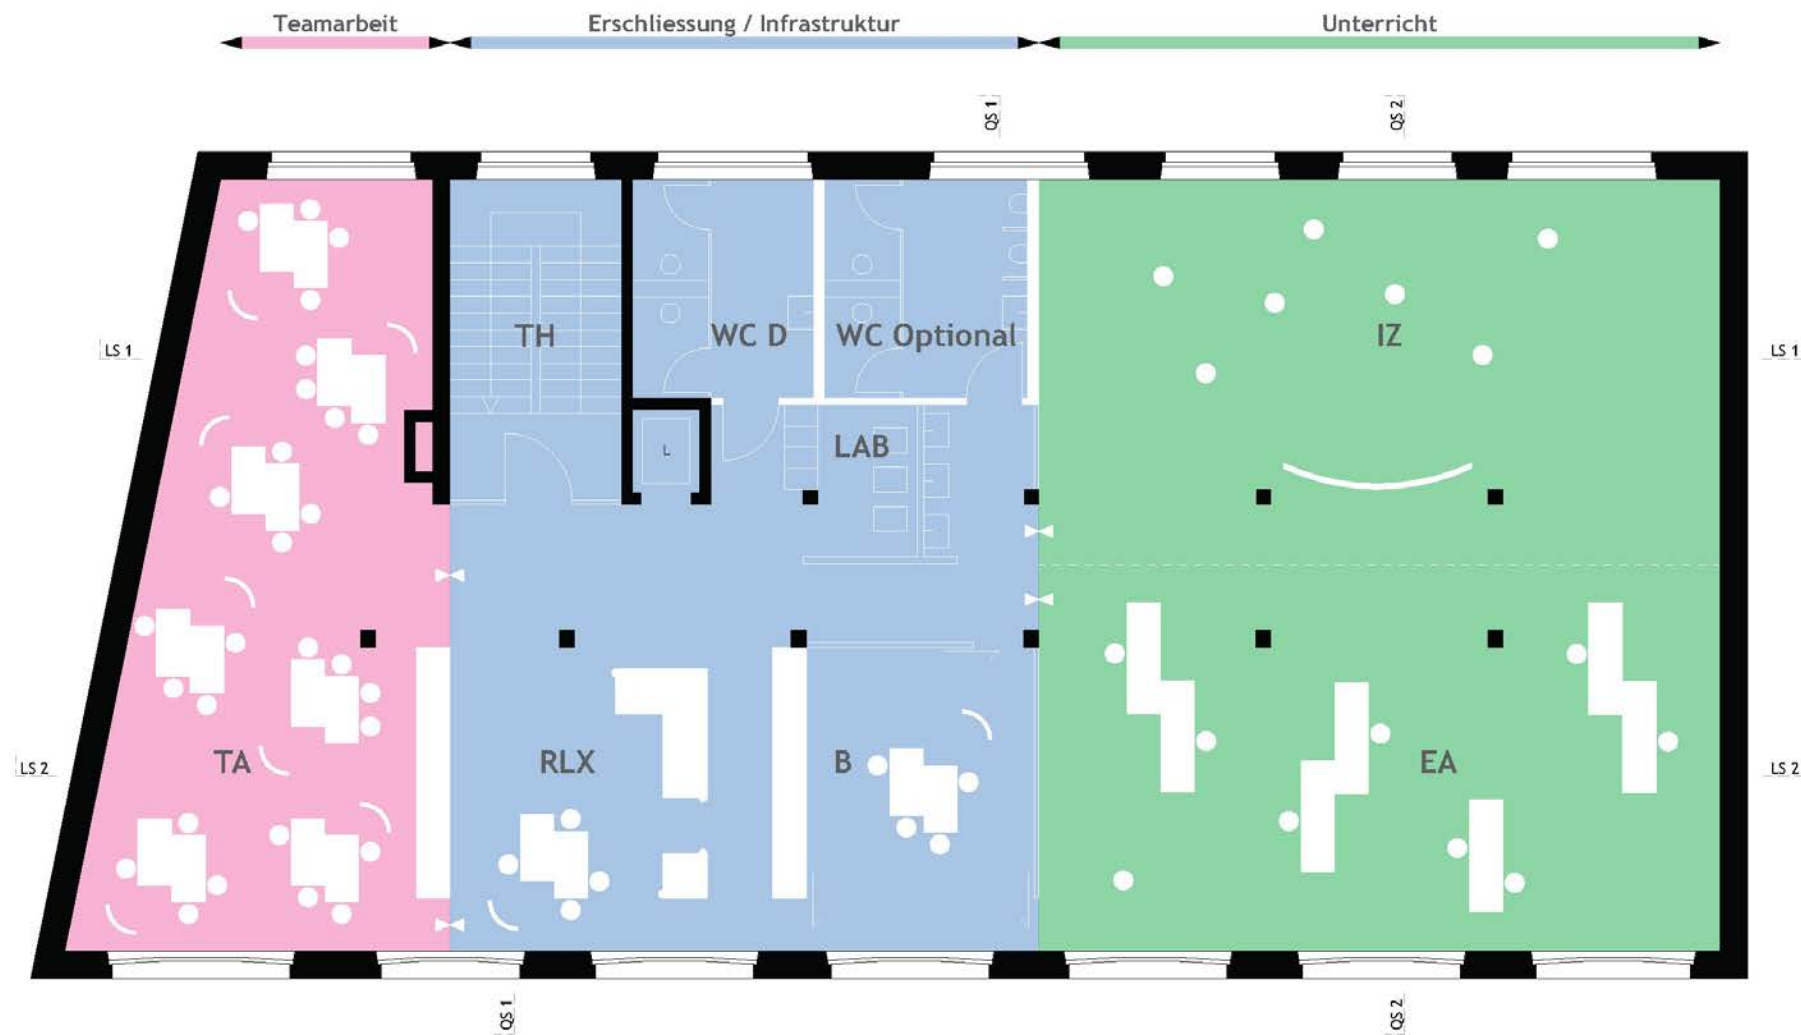 Teamarbeit
Erschliessung / Infrastruktur
Unterricht
QS 1
QS 2
LS 1
TH
WC D
WC Optional
IZ
LS 1
L
LAB
LS 2
TA
RLX
B
EA
LS 2
QS 1
QS 2